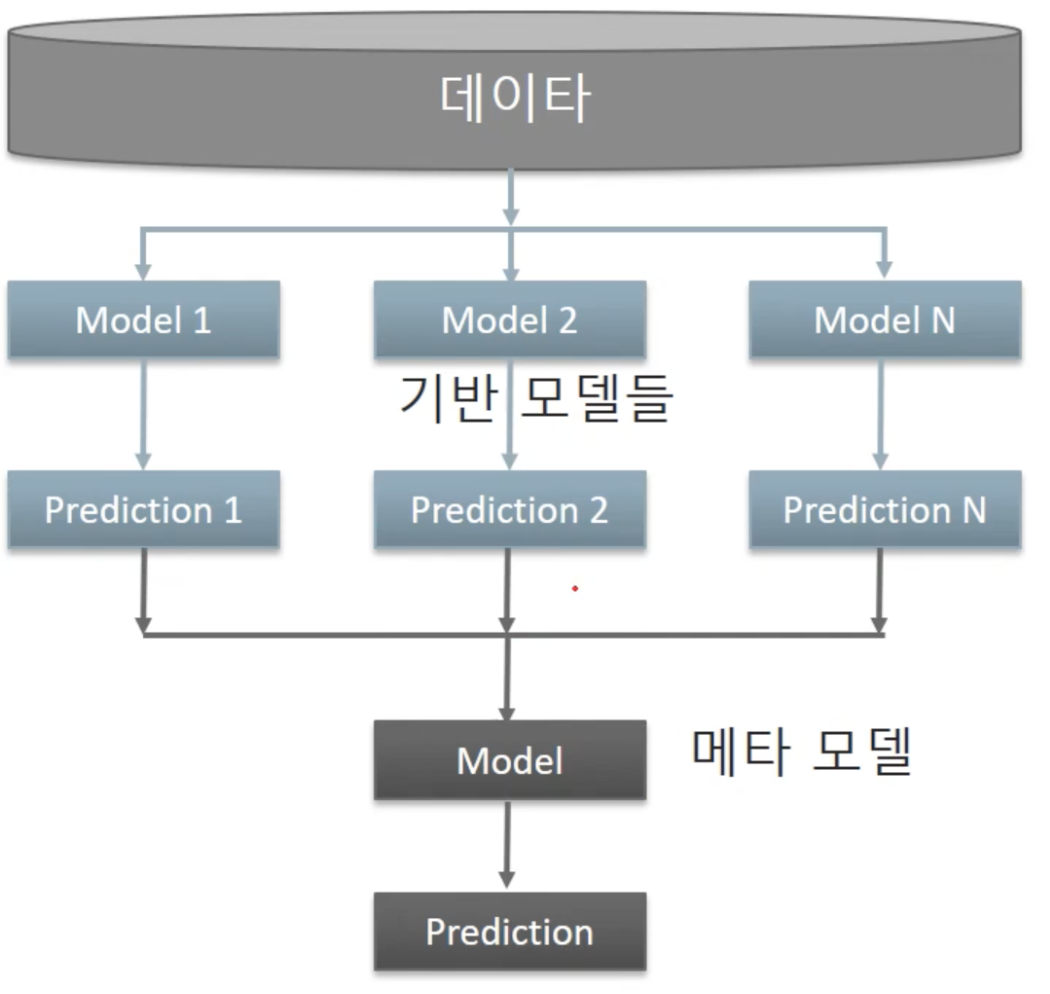 데이타
Model 1
Model 2
Model N
기반 모델들
Prediction 1
Prediction 2
Prediction N
Model
메타 모델
Prediction